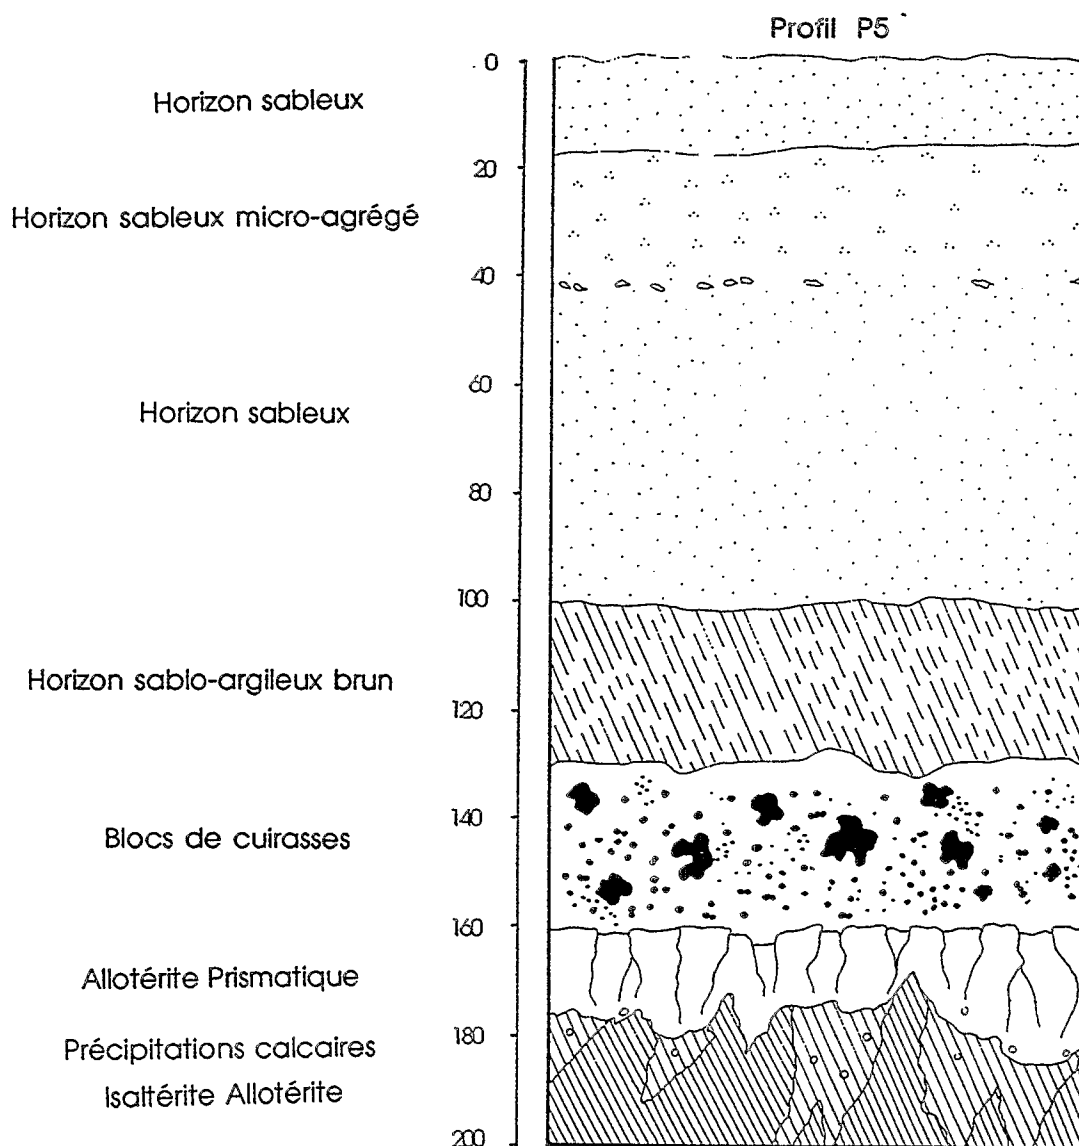 Profil P5
0
Horizon sableux
20
Horizon sableux micro-agrégé
40
60
Horizon sableux
80
100
Horizon sablo-argileux brun
120
140
Blocs de cuirasses
160
Allotérite Prismatique
180
Précipitations calcaires
Isaltérite Allotérite
200